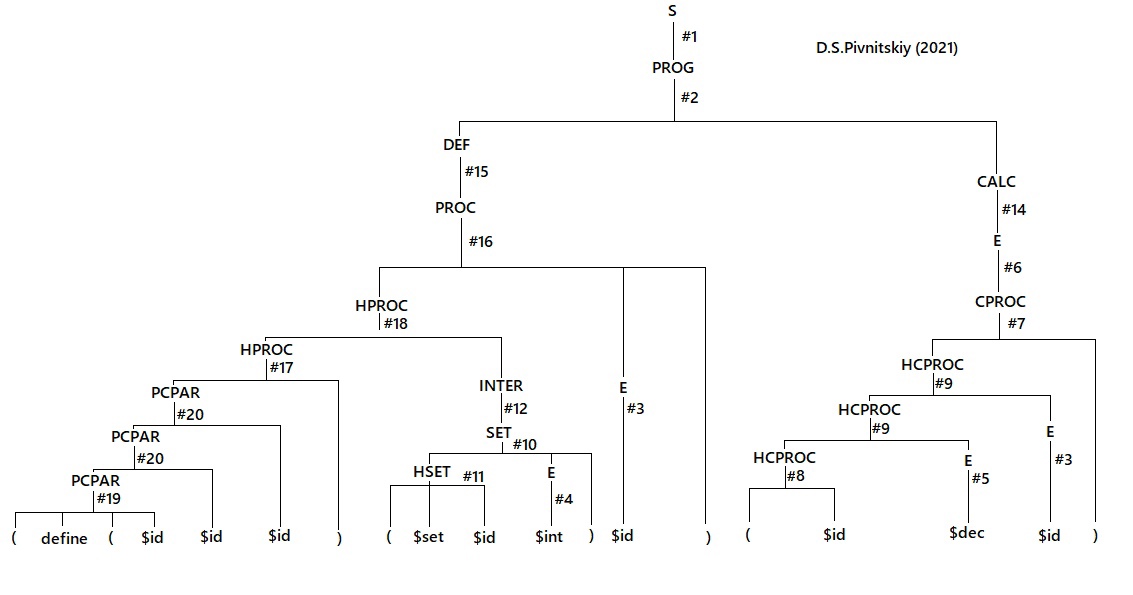 S
#1
D.S.Pivnitskiy (2021)
PROG
#2
DEF
#15
CALC
PROC
#14
#16
E
#6
HPROC
CPROC
#18
#7
HPROC
#17
HCPROC
#9
PCPAR
INTER
E
#20
#12
#3
HCPROC
#9
PCPAR
SET
E
#20
#10
#3
PCPAR
HSET #11 E
HCPROC
E
#19
#4
#8
#5
( define ( $id $id $id ) ( $set $id $int ) $id ) ( $id $dec $id )